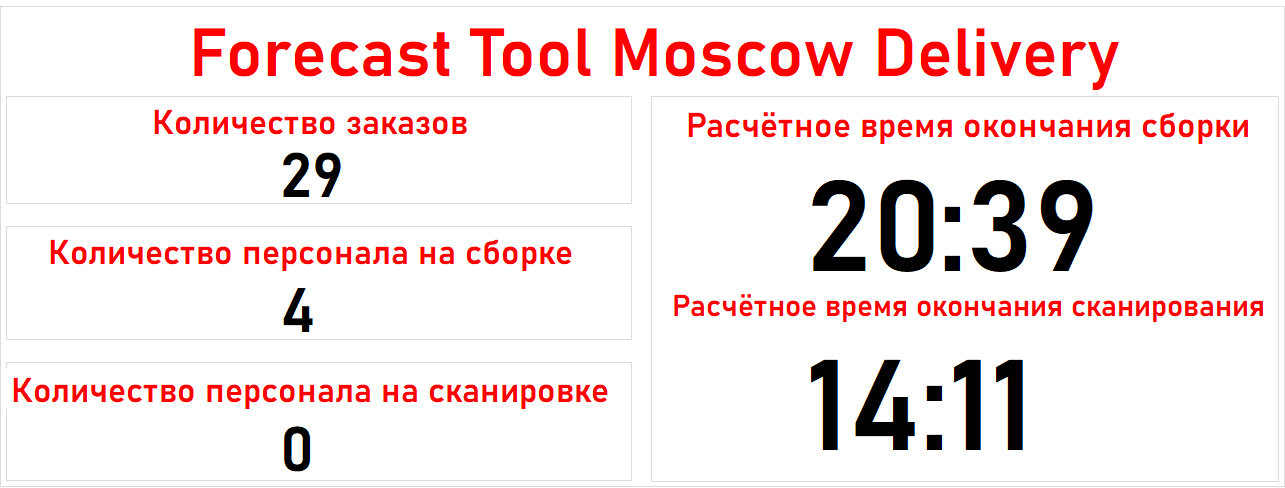 Forecast Tool Moscow Delivery
Количество заказов
29
Количество персонала на сборке
4
Количество персонала на сканировке
0
Расчётное время окончания сборки
20:39
Расчётное время окончания сканирования
14:11